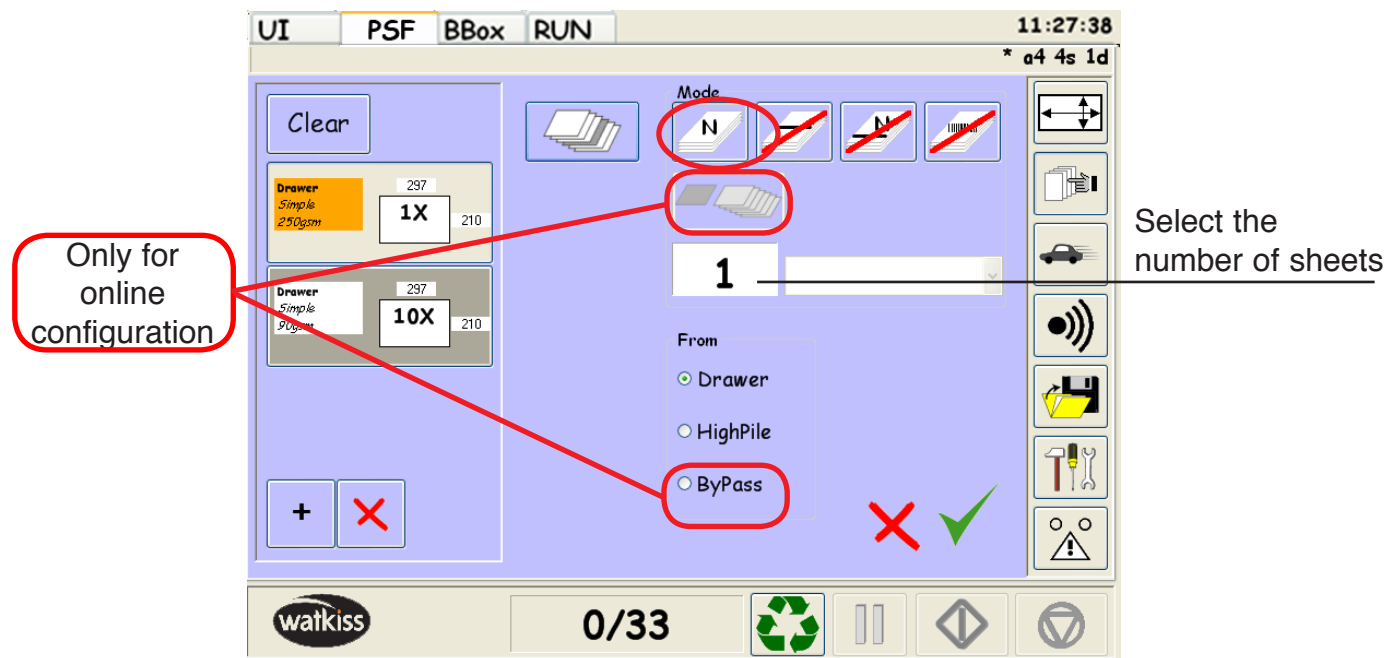 UI PSF BBox RUN 11:27:38
* a4 4s 1d
Clear
Mode
N
N
Drawer
Simple
250gsm
297
1X
210
Drawer
Simple
90gsm
297
10X
210
1
From
Drawer
HighPile
ByPass
+
Only for
online
configuration
Select the
number of sheets
watkiss
0/33